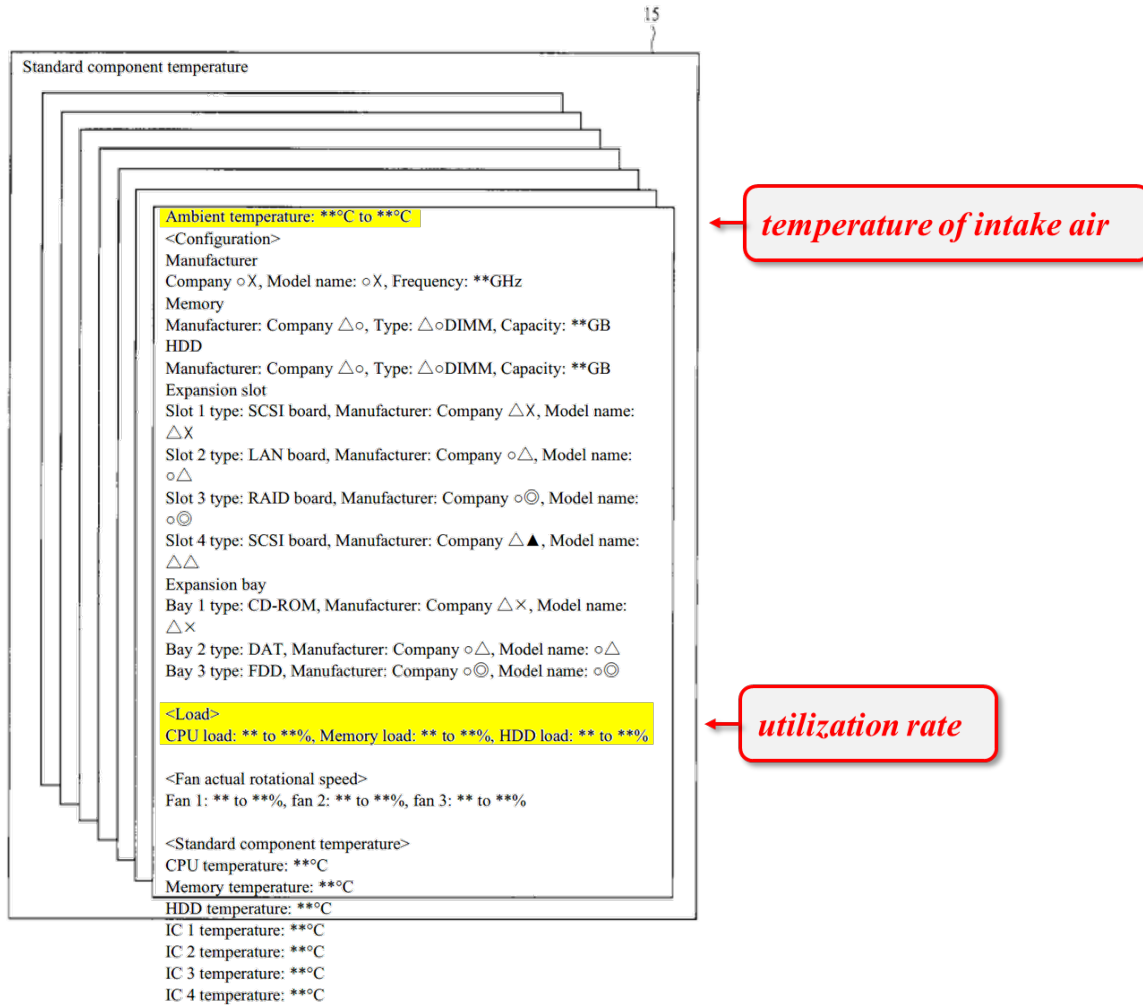 15
Standard component temperature
Ambient temperature: **°C to **°C
temperature of intake air
<Configuration>
Manufacturer
Company ○X, Model name: ○X, Frequency: **GHz
Memory
Manufacturer: Company △○, Type: △○DIMM, Capacity: **GB
HDD
Manufacturer: Company △○, Type: △○DIMM, Capacity: **GB
Expansion slot
Slot 1 type: SCSI board, Manufacturer: Company △X, Model name:
△X
Slot 2 type: LAN board, Manufacturer: Company ○△, Model name:
○△
Slot 3 type: RAID board, Manufacturer: Company ○◎, Model name:
○◎
Slot 4 type: SCSI board, Manufacturer: Company △▲, Model name:
△△
Expansion bay
Bay 1 type: CD-ROM, Manufacturer: Company △×, Model name:
△×
Bay 2 type: DAT, Manufacturer: Company ○△, Model name: ○△
Bay 3 type: FDD, Manufacturer: Company ○◎, Model name: ○◎
<Load>
CPU load: ** to **%, Memory load: ** to **%, HDD load: ** to **%
utilization rate
<Fan actual rotational speed>
Fan 1: ** to **%, fan 2: ** to **%, fan 3: ** to **%
<Standard component temperature>
CPU temperature: **°C
Memory temperature: **°C
HDD temperature: **°C
IC 1 temperature: **°C
IC 2 temperature: **°C
IC 3 temperature: **°C
IC 4 temperature: **°C